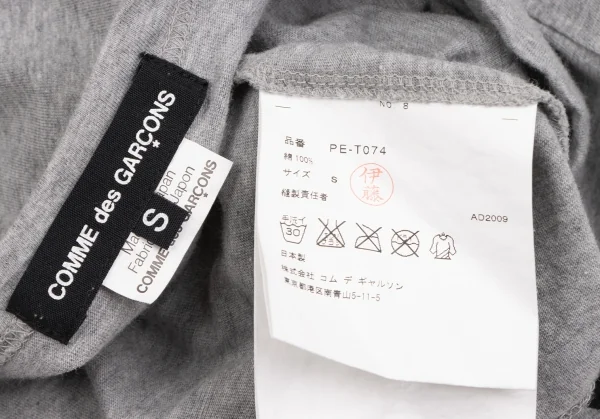 COMME des GARÇONS
S
Made in Japan
Fabriqué au Japon
COMME des GARÇONS
No 8
品番 PE-T074
綿 100%
サイズ S
伊藤
縫製責任者
AD2009
手洗イ
30
日本製
株式会社 コム デ ギャルソン
東京都港区南青山5-11-5